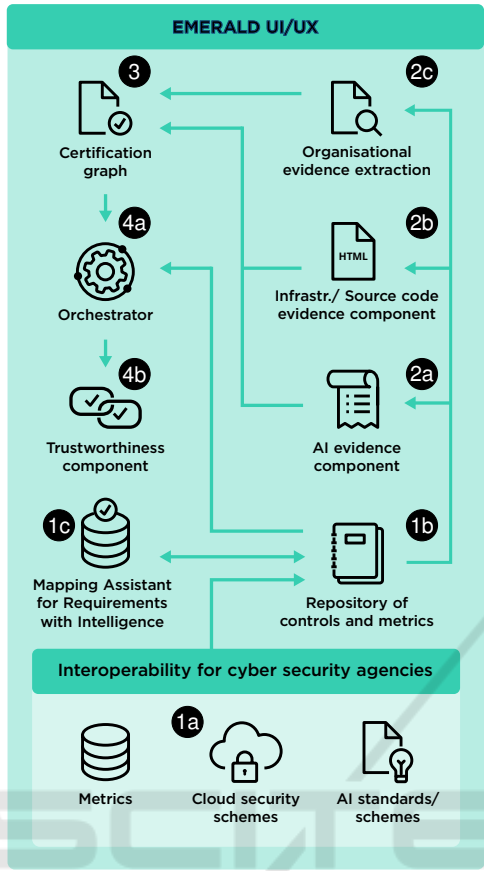 EMERALD UI/UX
3
2c
Certification
graph
Organisational
evidence extraction
4a
2b
HTML
Orchestrator
Infrastr./ Source code
evidence component
4b
2a
Trustworthiness
component
AI evidence
component
1c
1b
Mapping Assistant
for Requirements
with Intelligence
Repository of
controls and metrics
Interoperability for cyber security agencies
1a
Metrics
Cloud security
schemes
AI standards/
schemes